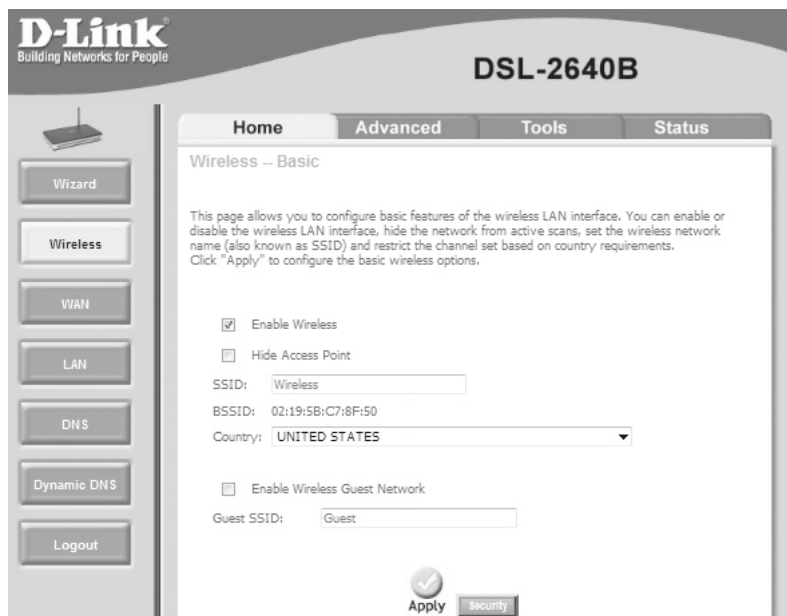 D-Link
Building Networks for People
DSL-2640B
Home
Advanced
Tools
Status
Wizard
Wireless
WAN
LAN
DNS
Dynamic DNS
Logout
Wireless -- Basic
This page allows you to configure basic features of the wireless LAN interface. You can enable or
disable the wireless LAN interface, hide the network from active scans, set the wireless network
name (also known as SSID) and restrict the channel set based on country requirements.
Click "Apply" to configure the basic wireless options.
Enable Wireless
Hide Access Point
SSID: Wireless
BSSID: 02:19:5B:C7:8F:50
Country: UNITED STATES
Enable Wireless Guest Network
Guest SSID: Guest
Apply
Security